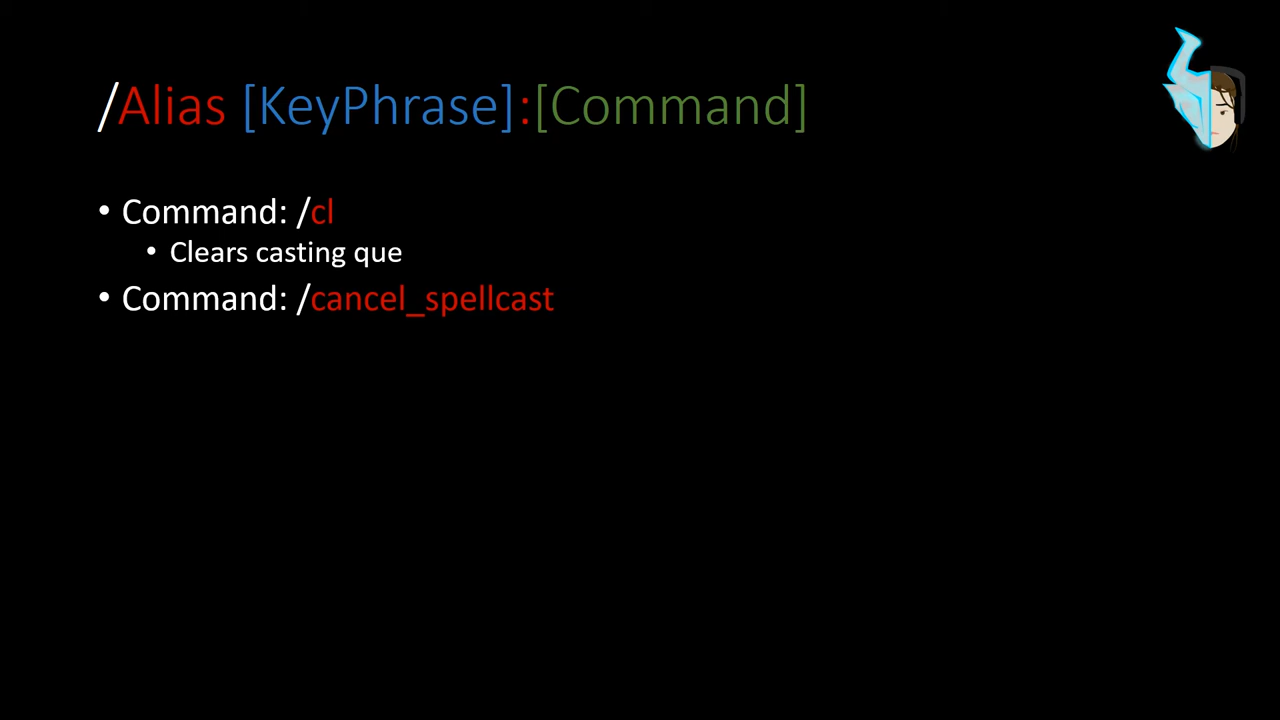 /Alias [KeyPhrase]:[Command]
• Command: /cl
• Clears casting que
• Command: /cancel_spellcast